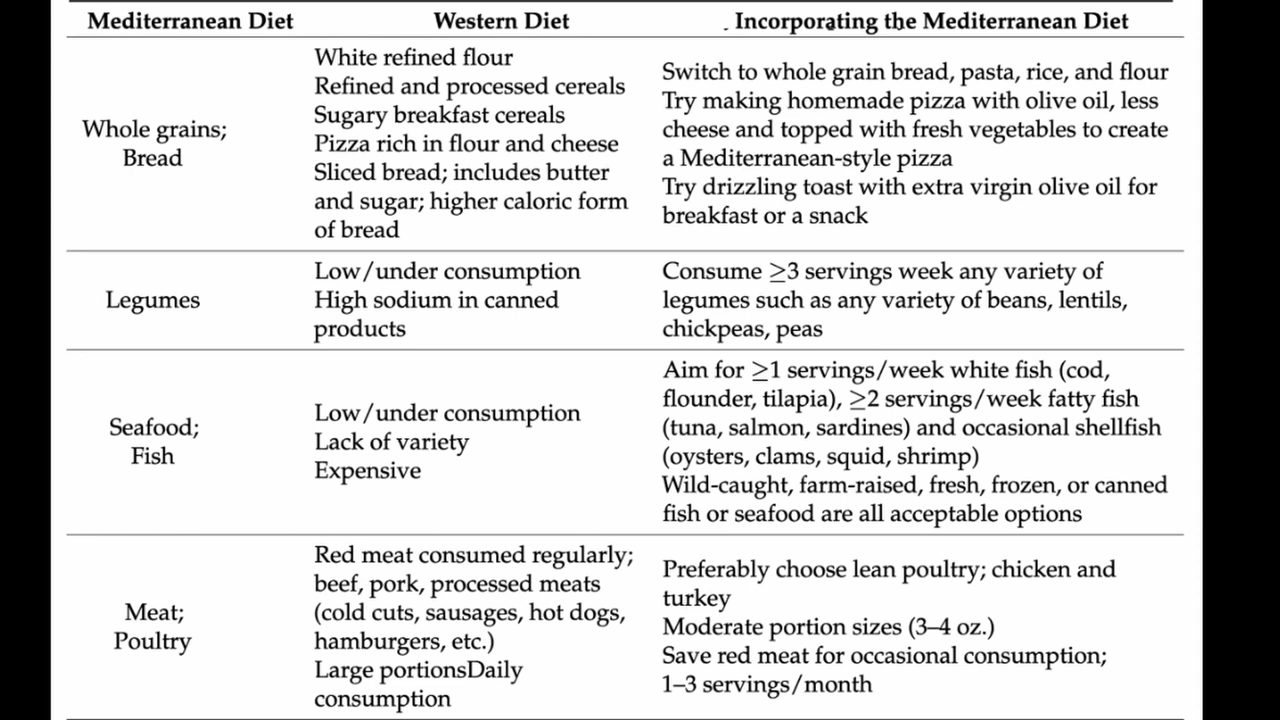 Mediterranean Diet Western Diet Incorporating the Mediterranean Diet
Whole grains;
Bread
White refined flour
Refined and processed cereals
Sugary breakfast cereals
Pizza rich in flour and cheese
Sliced bread; includes butter
and sugar; higher caloric form
of bread
Switch to whole grain bread, pasta, rice, and flour
Try making homemade pizza with olive oil, less
cheese and topped with fresh vegetables to create
a Mediterranean-style pizza
Try drizzling toast with extra virgin olive oil for
breakfast or a snack
Legumes
Low/under consumption
High sodium in canned
products
Consume ≥3 servings week any variety of
legumes such as any variety of beans, lentils,
chickpeas, peas
Seafood;
Fish
Low/under consumption
Lack of variety
Expensive
Aim for ≥1 servings/week white fish (cod,
flounder, tilapia), ≥2 servings/week fatty fish
(tuna, salmon, sardines) and occasional shellfish
(oysters, clams, squid, shrimp)
Wild-caught, farm-raised, fresh, frozen, or canned
fish or seafood are all acceptable options
Meat;
Poultry
Red meat consumed regularly;
beef, pork, processed meats
(cold cuts, sausages, hot dogs,
hamburgers, etc.)
Large portionsDaily
consumption
Preferably choose lean poultry; chicken and
turkey
Moderate portion sizes (3–4 oz.)
Save red meat for occasional consumption;
1–3 servings/month